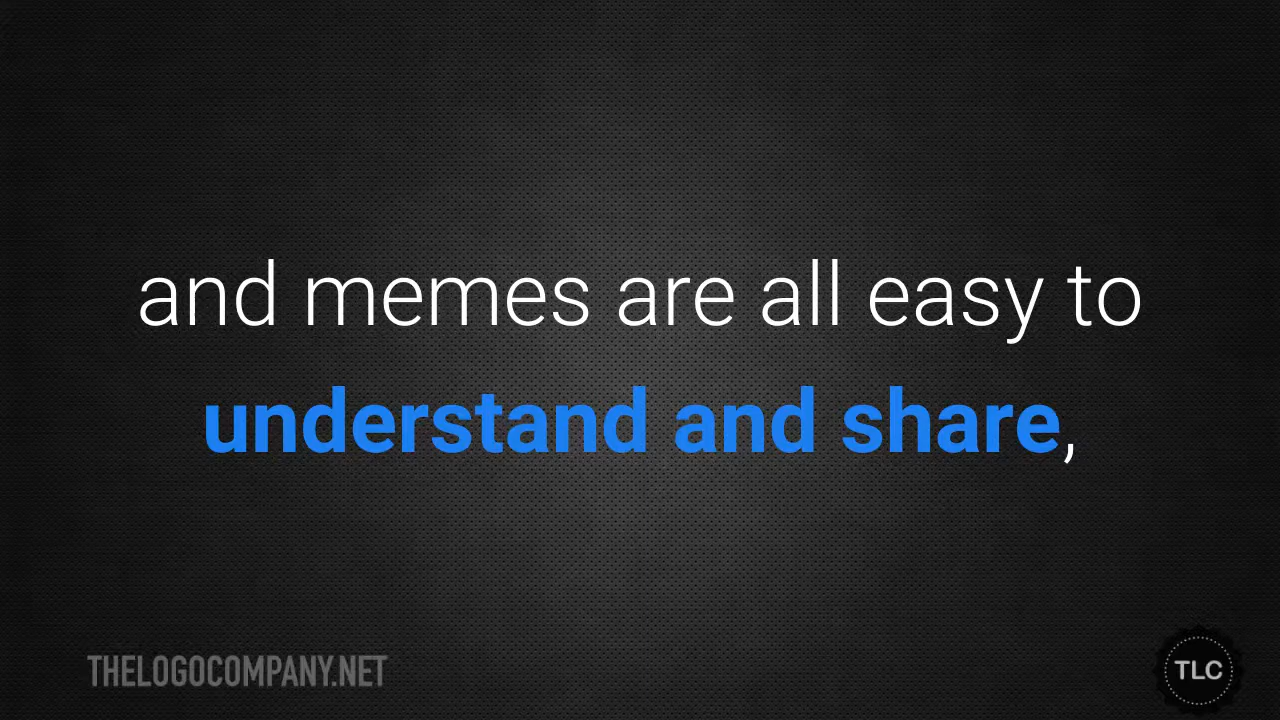 and memes are all easy to
understand and share,
THELOGOCOMPANY.NET
TLC